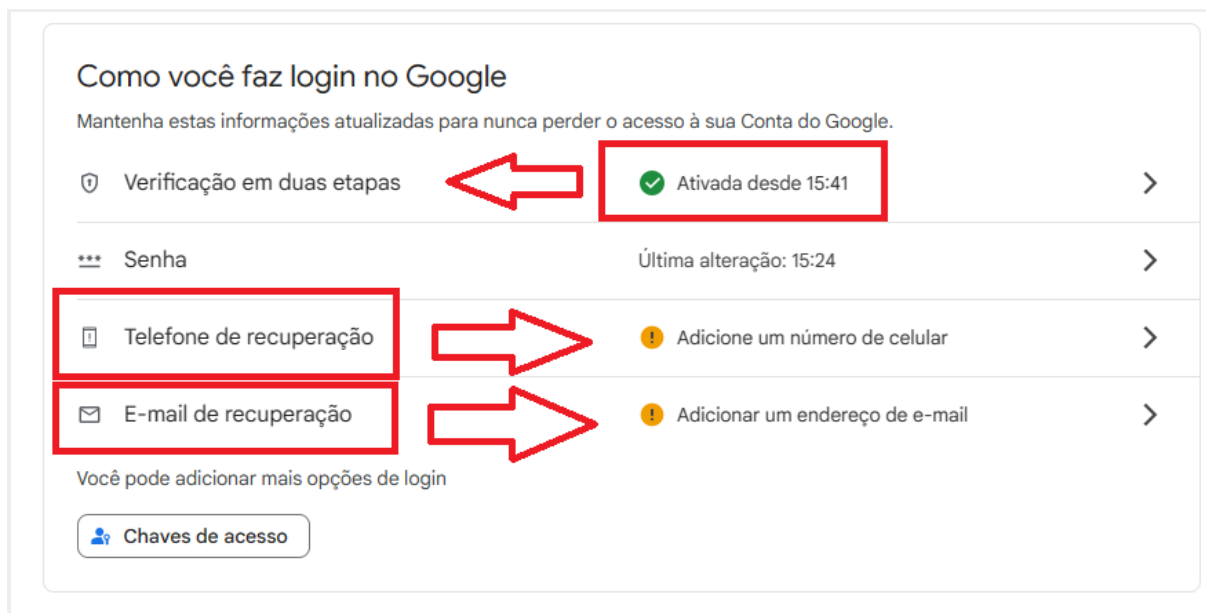 Como você faz login no Google
Mantenha estas informações atualizadas para nunca perder o acesso à sua Conta do Google.
Verificação em duas etapas
Ativada desde 15:41
Senha
Última alteração: 15:24
Telefone de recuperação
Adicione um número de celular
E-mail de recuperação
Adicionar um endereço de e-mail
Você pode adicionar mais opções de login
Chaves de acesso